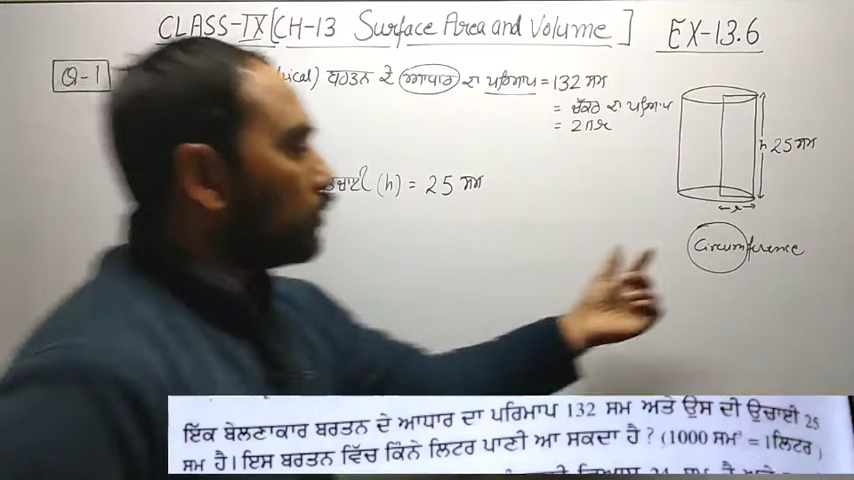 CLASS-IX [CH-13 Surface Area and Volume] EX-13.6
Q-1 ical) ਬਰਤਨ ਦੇ ਆਧਾਰ ਦਾ ਪਰਿਮਾਪ = 132 ਸਮ
= ਚੱਕਰ ਦਾ ਪਰਿਮਾਪ
= 2πr
h 25 ਸਮ
ਉਚਾਈ (h) = 25 ਸਮ
r
Circumference
ਇੱਕ ਬੇਲਣਾਕਾਰ ਬਰਤਨ ਦੇ ਆਧਾਰ ਦਾ ਪਰਿਮਾਪ 132 ਸਮ ਅਤੇ ਉਸ ਦੀ ਉਚਾਈ 25
ਸਮ ਹੈ। ਇਸ ਬਰਤਨ ਵਿੱਚ ਕਿੰਨੇ ਲਿਟਰ ਪਾਣੀ ਆ ਸਕਦਾ ਹੈ? (1000 ਸਮ³ = 1ਲਿਟਰ)